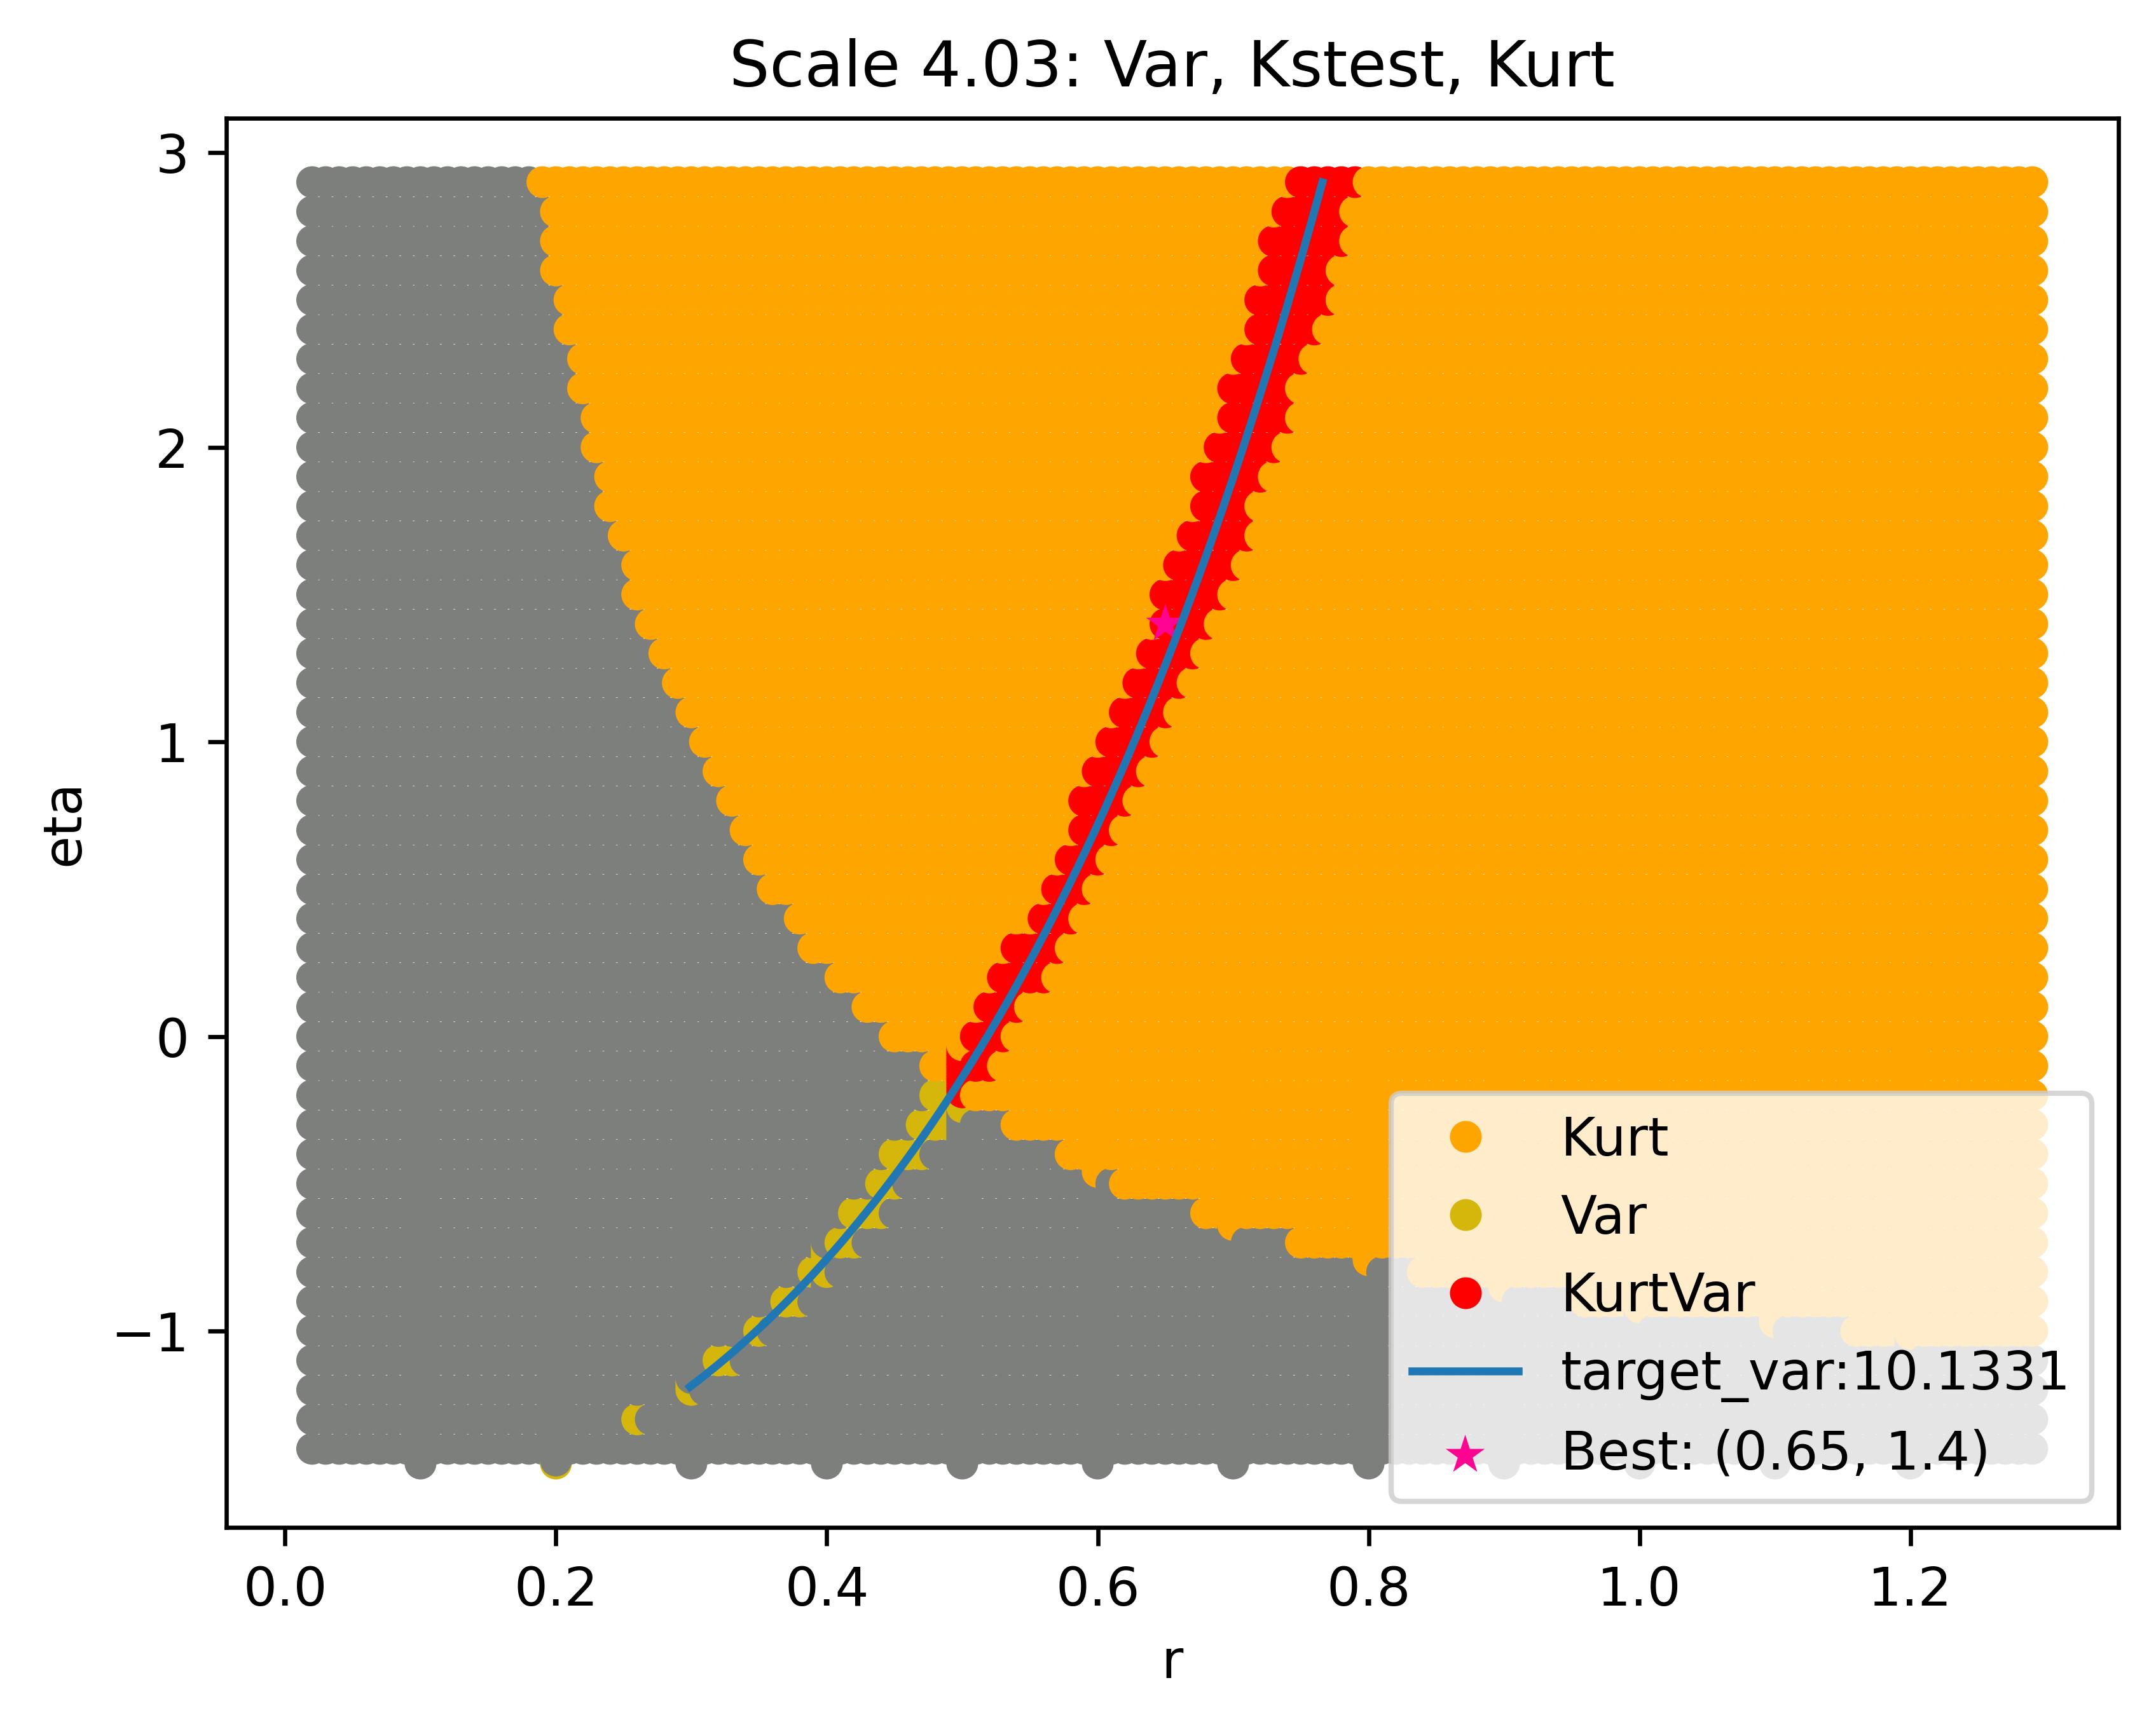 Scale 4.03: Var, Kstest, Kurt
3
2
1
0
−1
eta
Kurt
Var
KurtVar
target_var:10.1331
Best: (0.65, 1.4)
0.0 0.2 0.4 0.6 0.8 1.0 1.2
r